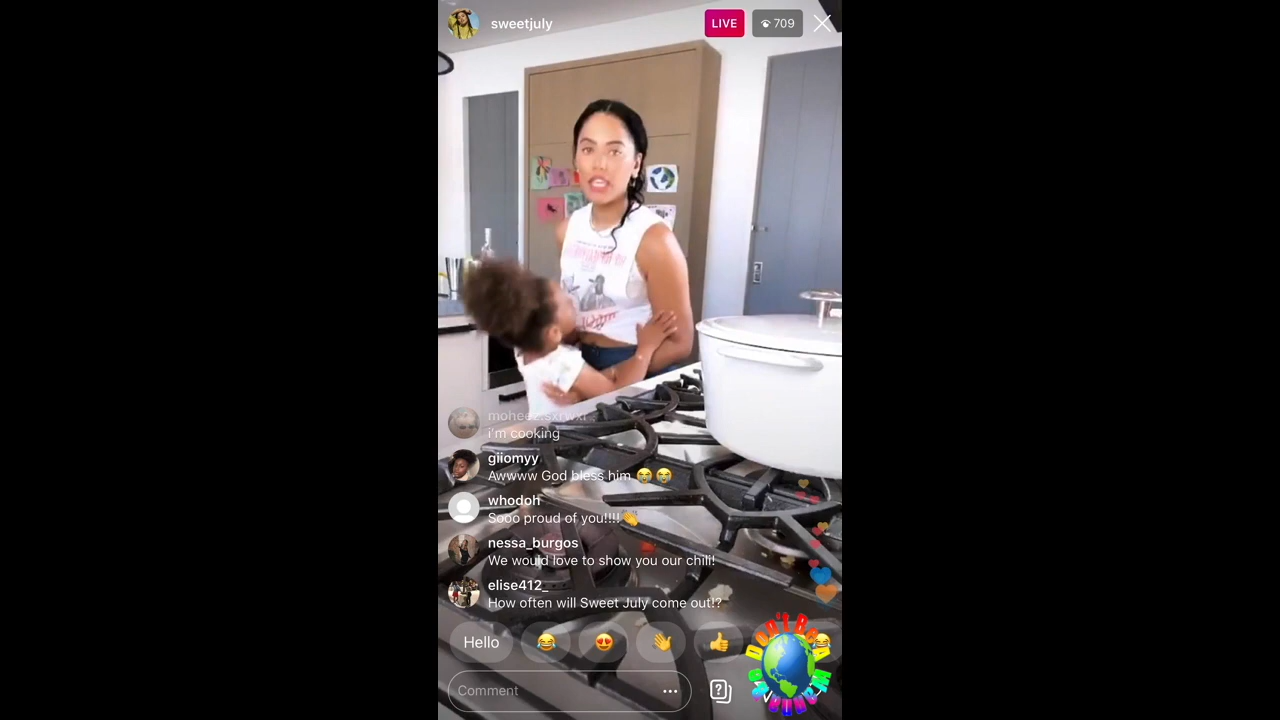 sweetjuly
LIVE
709
i'm cooking
giiomyy
Awwww God bless him 😭😭
whodoh
Sooo proud of you!!!!👏
nessa_burgos
We would love to show you our chili!
elise412_
How often will Sweet July come out!?
Hello
Comment